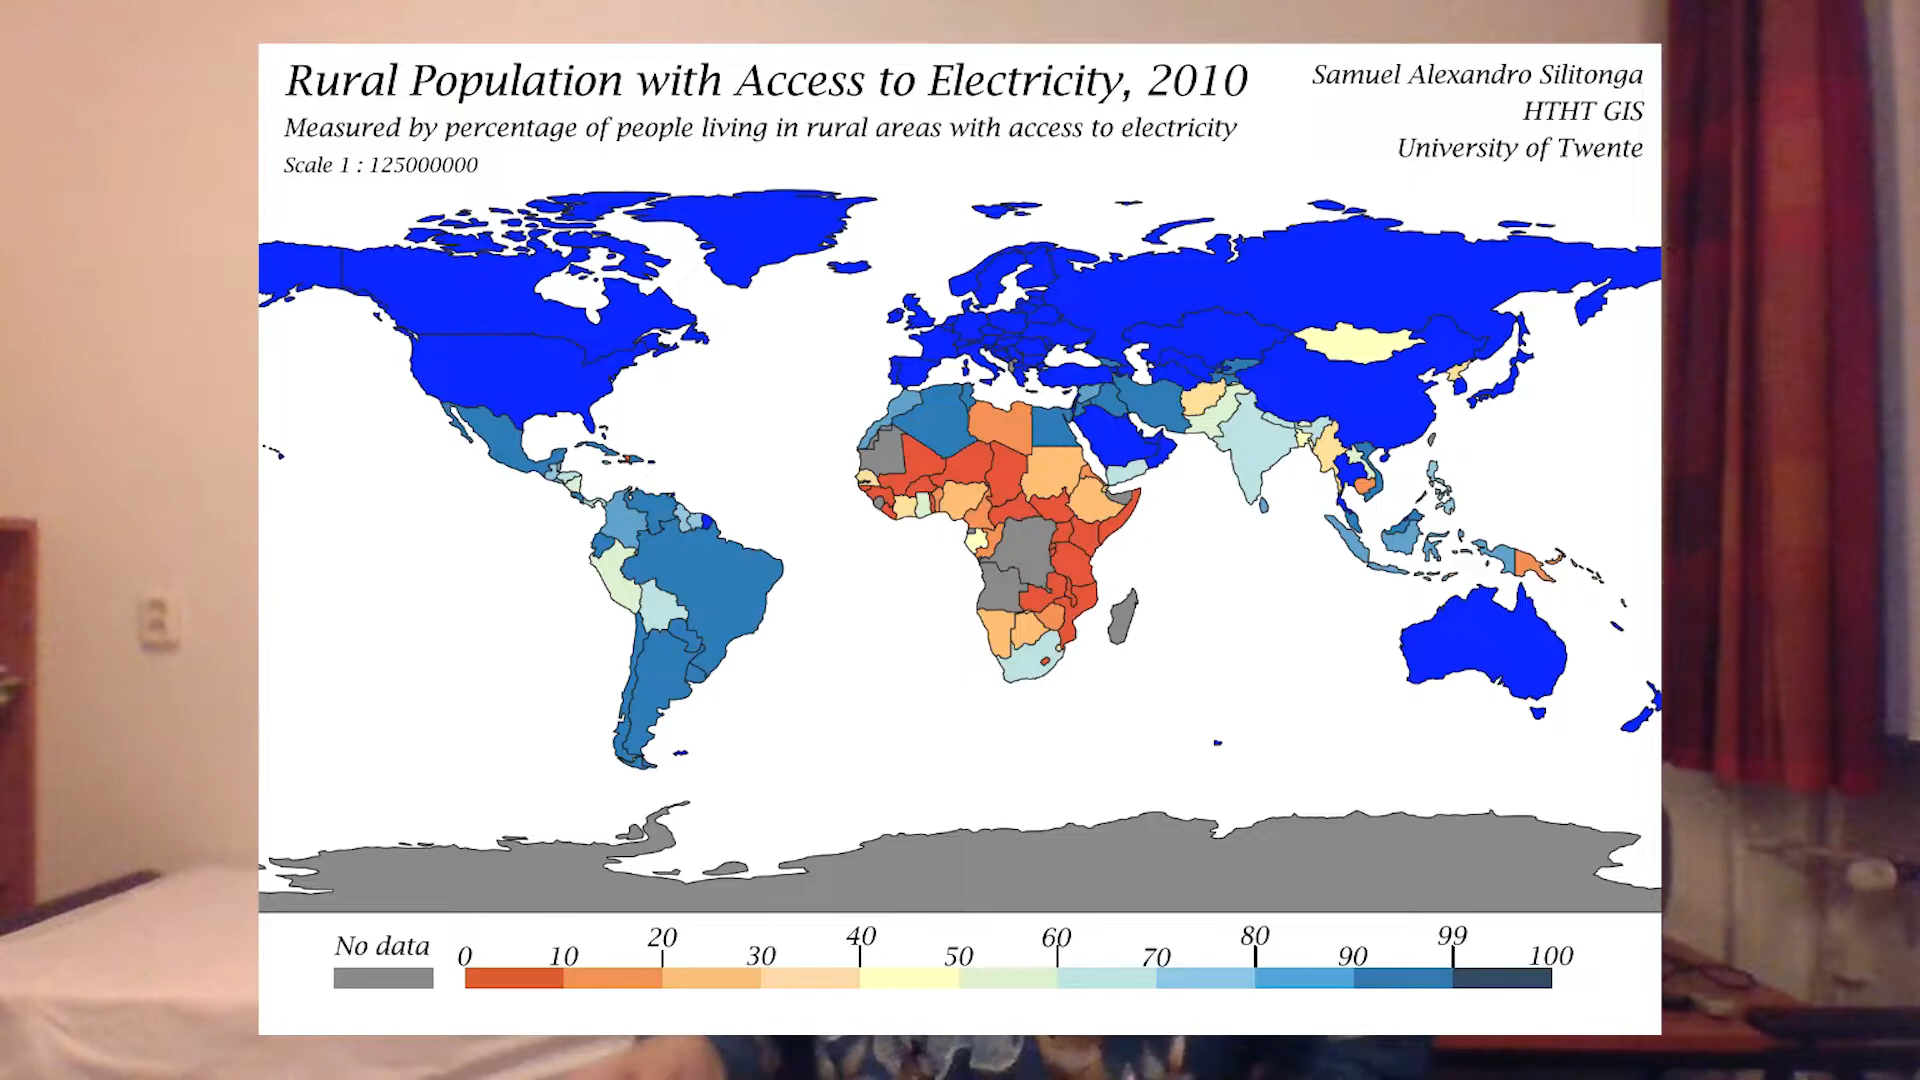 Rural Population with Access to Electricity, 2010
Measured by percentage of people living in rural areas with access to electricity
Scale 1 : 125000000
Samuel Alexandro Silitonga
HTHT GIS
University of Twente
No data
0 10 20 30 40 50 60 70 80 90 99 100